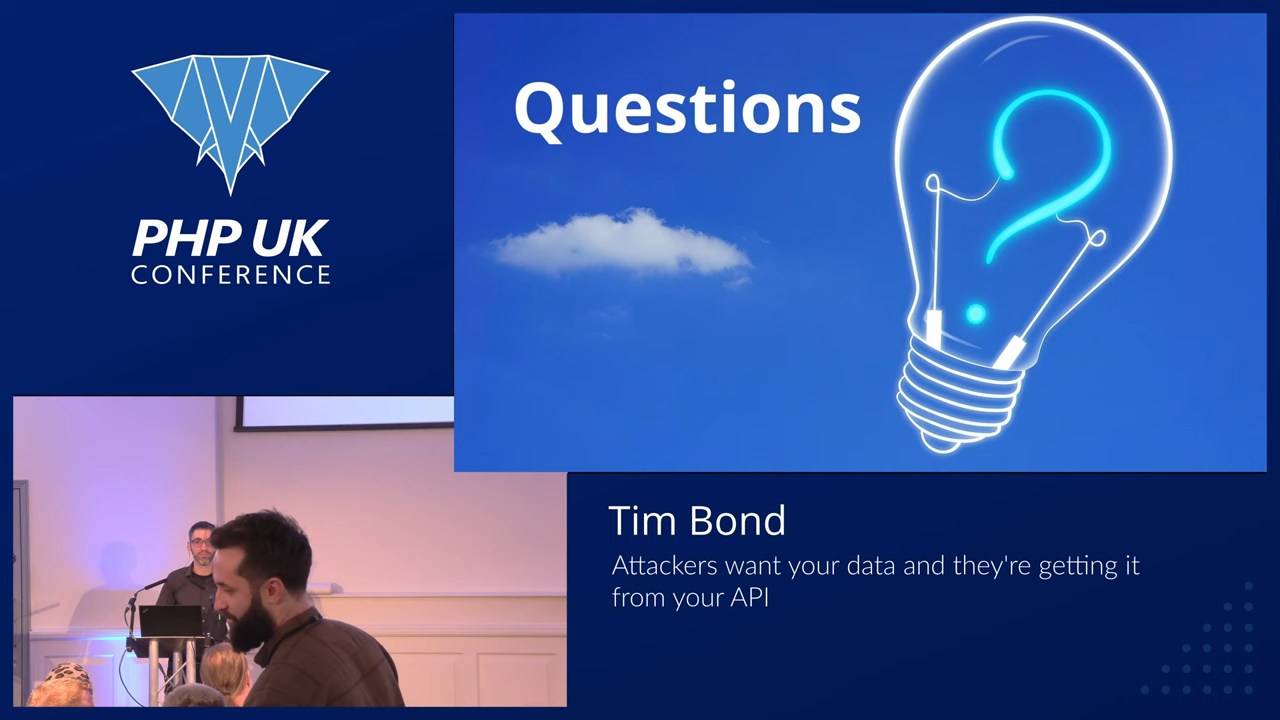 PHP UK
CONFERENCE
Questions
Tim Bond
Attackers want your data and they're getting it
from your API